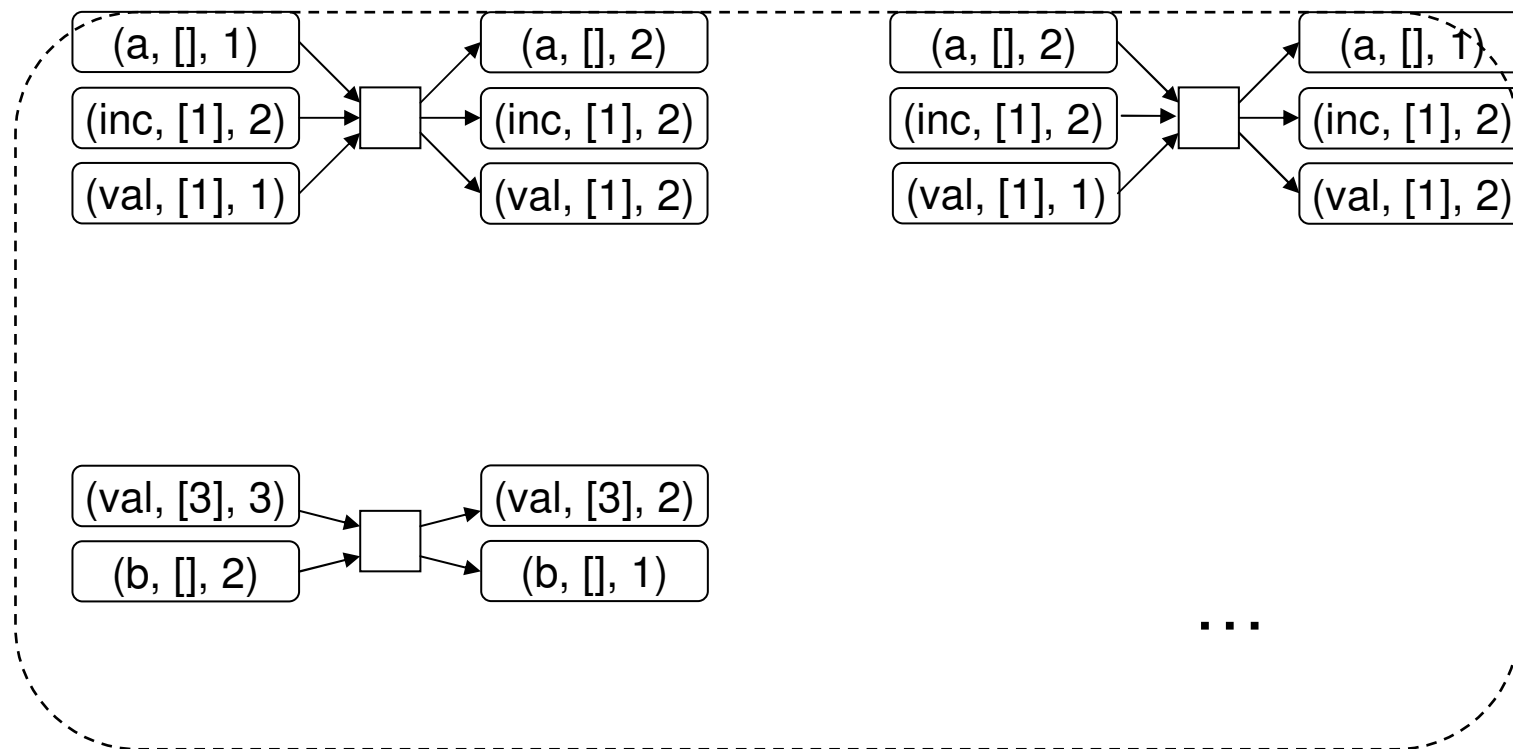 (a, [], 1)
(inc, [1], 2)
(val, [1], 1)
(a, [], 2)
(inc, [1], 2)
(val, [1], 2)
(a, [], 2)
(inc, [1], 2)
(val, [1], 1)
(a, [], 1)
(inc, [1], 2)
(val, [1], 2)
(val, [3], 3)
(b, [], 2)
(val, [3], 2)
(b, [], 1)
...